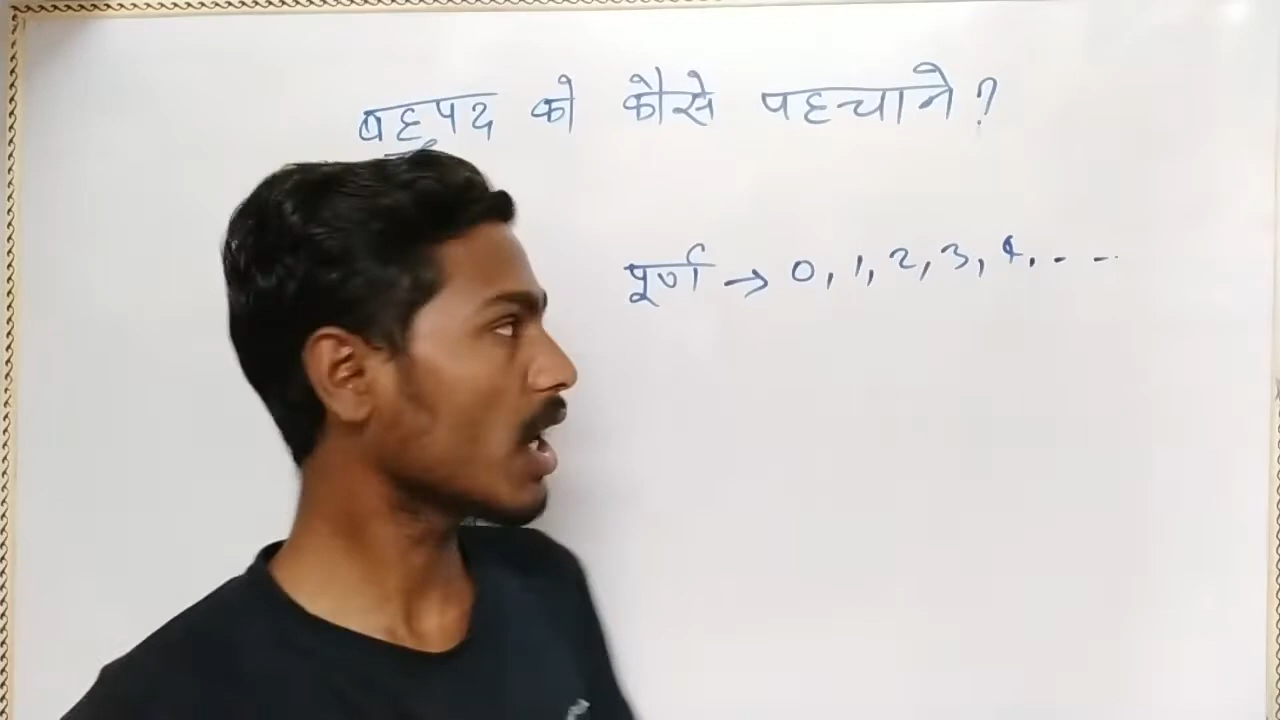 बहुपद को कैसे पहचाने?
पूर्ण → 0, 1, 2, 3, 4, - -